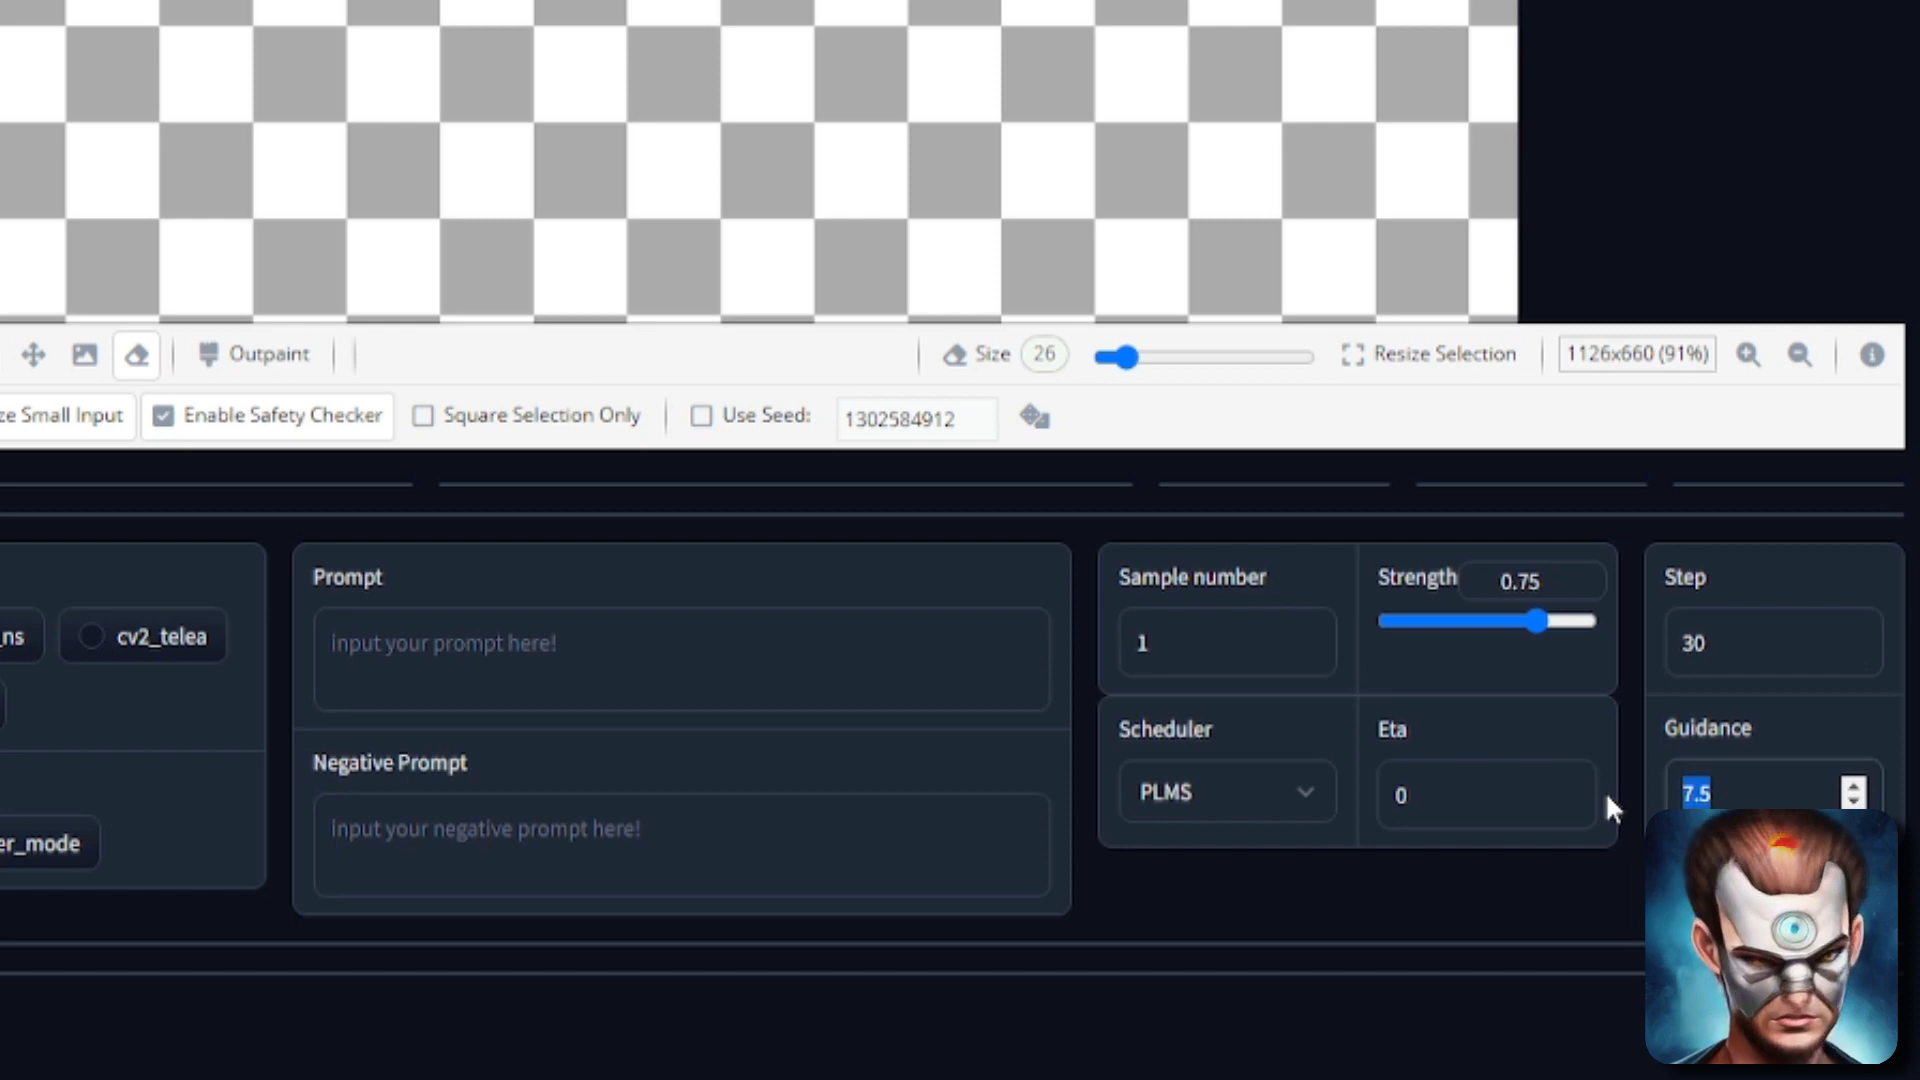 Outpaint
Size 26
Resize Selection
1126x660 (91%)
ze Small Input
Enable Safety Checker
Square Selection Only
Use Seed:
1302584912
Prompt
input your prompt here!
Negative Prompt
input your negative prompt here!
_ns
cv2_telea
er_mode
Sample number
1
Strength
0.75
Scheduler
PLMS
Eta
0
Step
30
Guidance
7.5